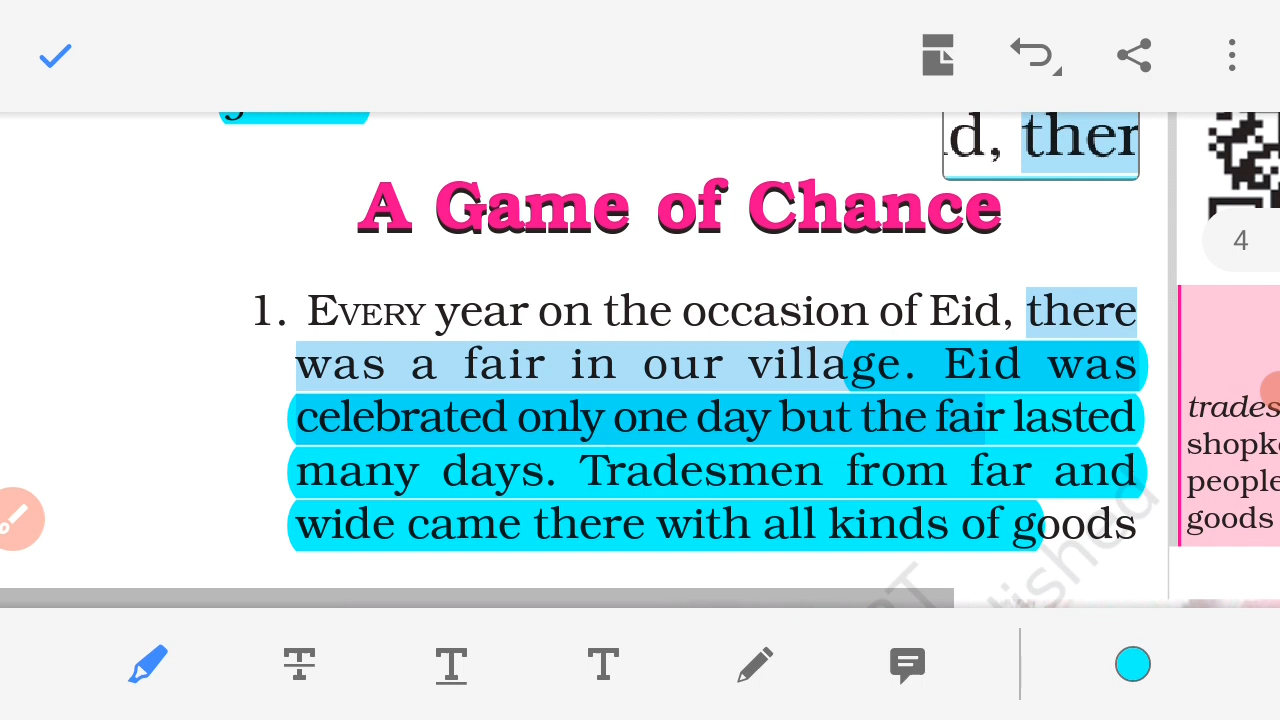 d, ther
A Game of Chance
4
1. EVERY year on the occasion of Eid, there
was a fair in our village. Eid was
celebrated only one day but the fair lasted
many days. Tradesmen from far and
wide came there with all kinds of goods
trades
shopk
people
goods